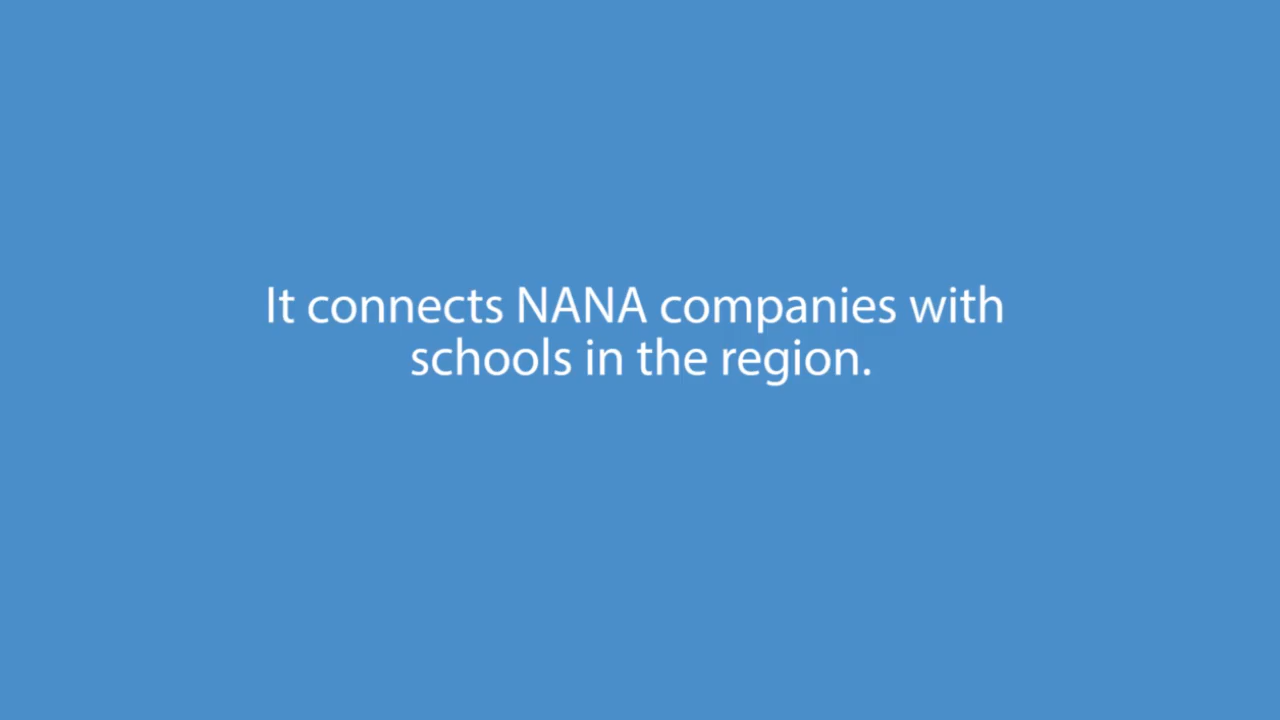 It connects NANA companies with
schools in the region.